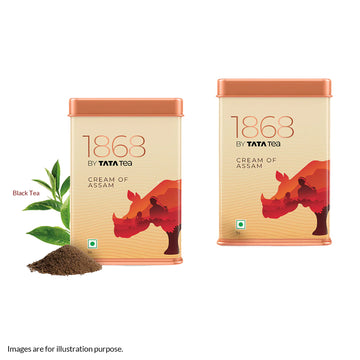 1868
BY TATA TEA
CREAM OF
ASSAM
1868
BY TATA TEA
CREAM OF
ASSAM
Black Tea
Images are for illustration purpose.